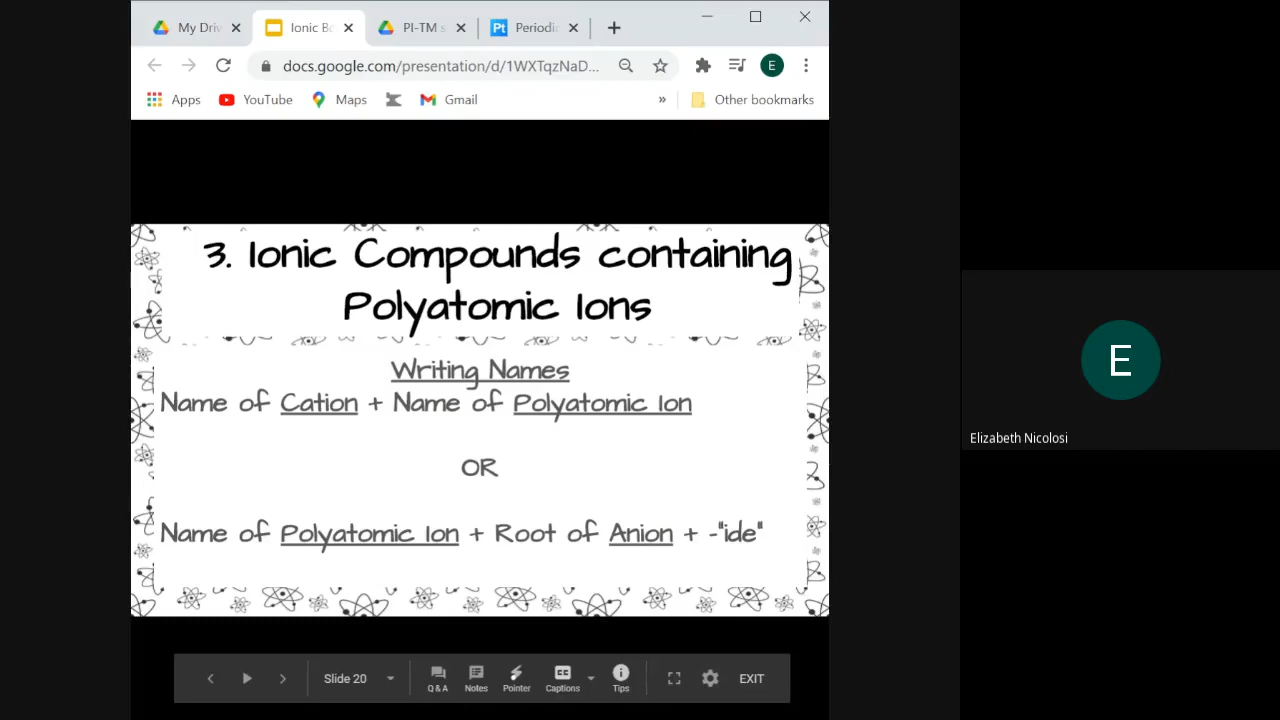 My Driv
Ionic Bo
PI-TM s
Periodi
docs.google.com/presentation/d/1WXTqzNaD...
E
Apps
YouTube
Maps
Gmail
»
Other bookmarks
3. Ionic Compounds containing
Polyatomic Ions
Writing Names
Name of Cation + Name of Polyatomic Ion
OR
Name of Polyatomic Ion + Root of Anion + -"ide"
Slide 20
Q & A
Notes
Pointer
Captions
Tips
EXIT
E
Elizabeth Nicolosi